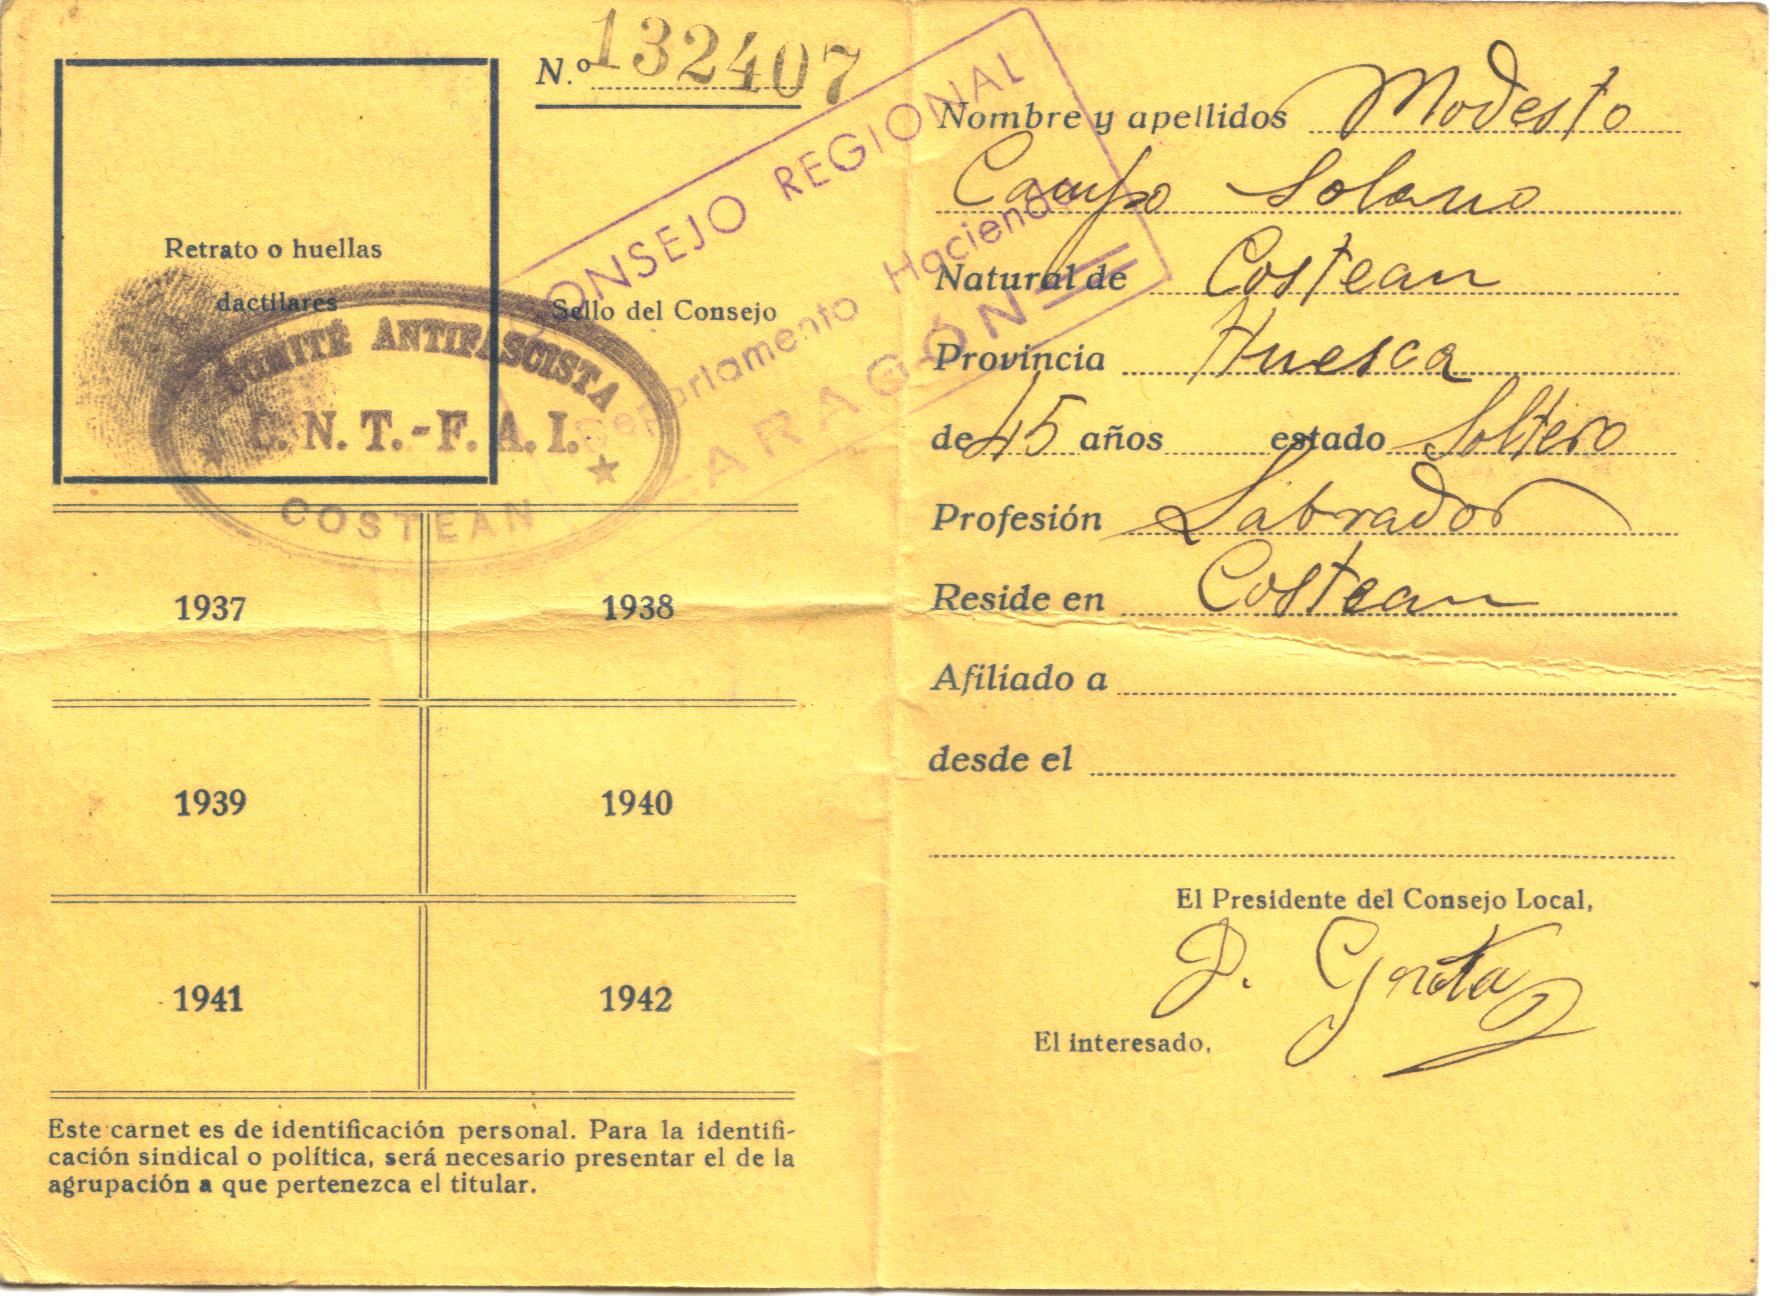 N.º 132407
Retrato o huellas
dactilares
Sello del Consejo
CONSEJO REGIONAL
Departamento Hacienda
ARAGÓN
COMITÉ ANTIFASCISTA
C. N. T. - F. A. I.
COSTEAN
1937 1938
1939 1940
1941 1942
Este carnet es de identificación personal. Para la identifi-
cación sindical o política, será necesario presentar el de la
agrupación a que pertenezca el titular.
Nombre y apellidos Modesto
Campo Solano
Natural de Costean
Provincia Huesca
de 45 años estado Soltero
Profesión Labrador
Reside en Costean
Afiliado a
desde el
El Presidente del Consejo Local,
El interesado,